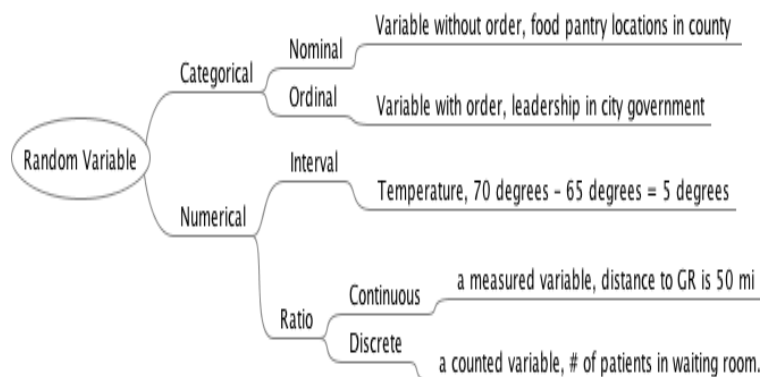 Variable without order, food pantry locations in county
Nominal
Categorical
Ordinal
Variable with order, leadership in city government
Random Variable
Interval
Temperature, 70 degrees – 65 degrees = 5 degrees
Numerical
a measured variable, distance to GR is 50 mi
Continuous
Ratio
Discrete
a counted variable, # of patients in waiting room.